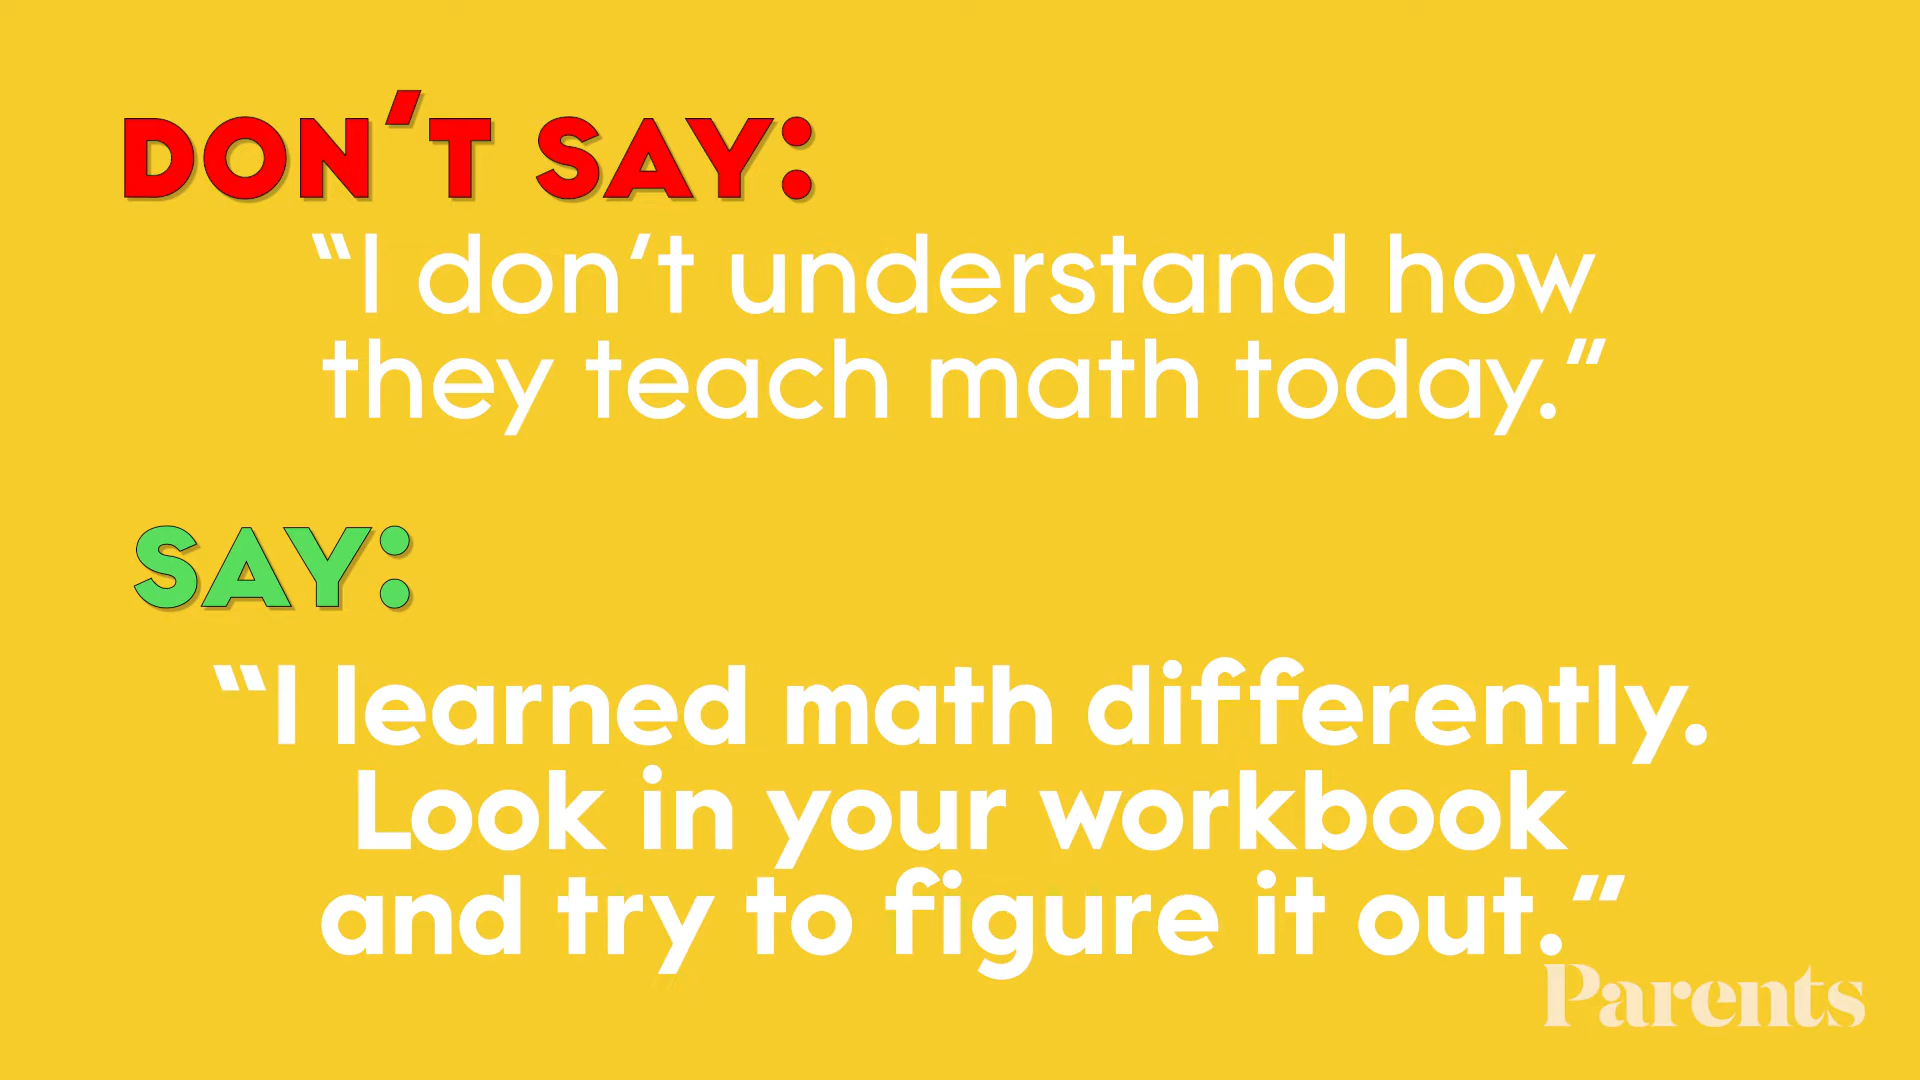 DON'T SAY:
“I don't understand how
they teach math today.”
SAY:
“I learned math differently.
Look in your workbook
and try to figure it out.”
Parents